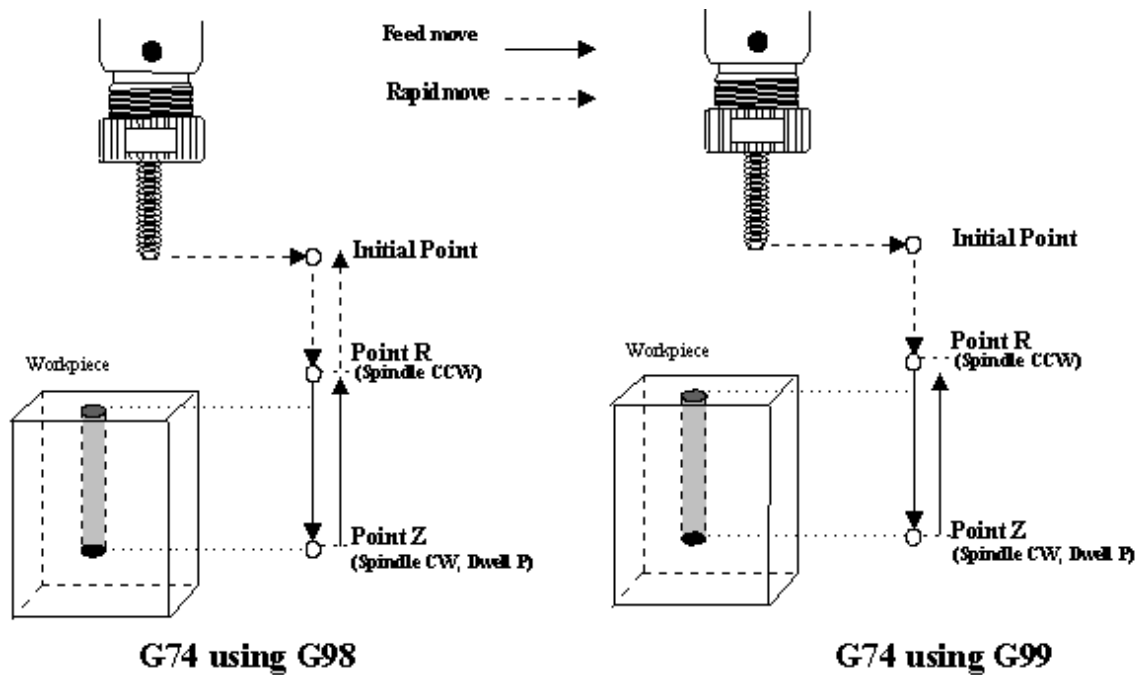 Feed move
Rapid move
Initial Point
Point R
(Spindle CCW)
Workpiece
Point Z
(Spindle CW, Dwell P)
G74 using G98
Initial Point
Point R
(Spindle CCW)
Workpiece
Point Z
(Spindle CW, Dwell P)
G74 using G99